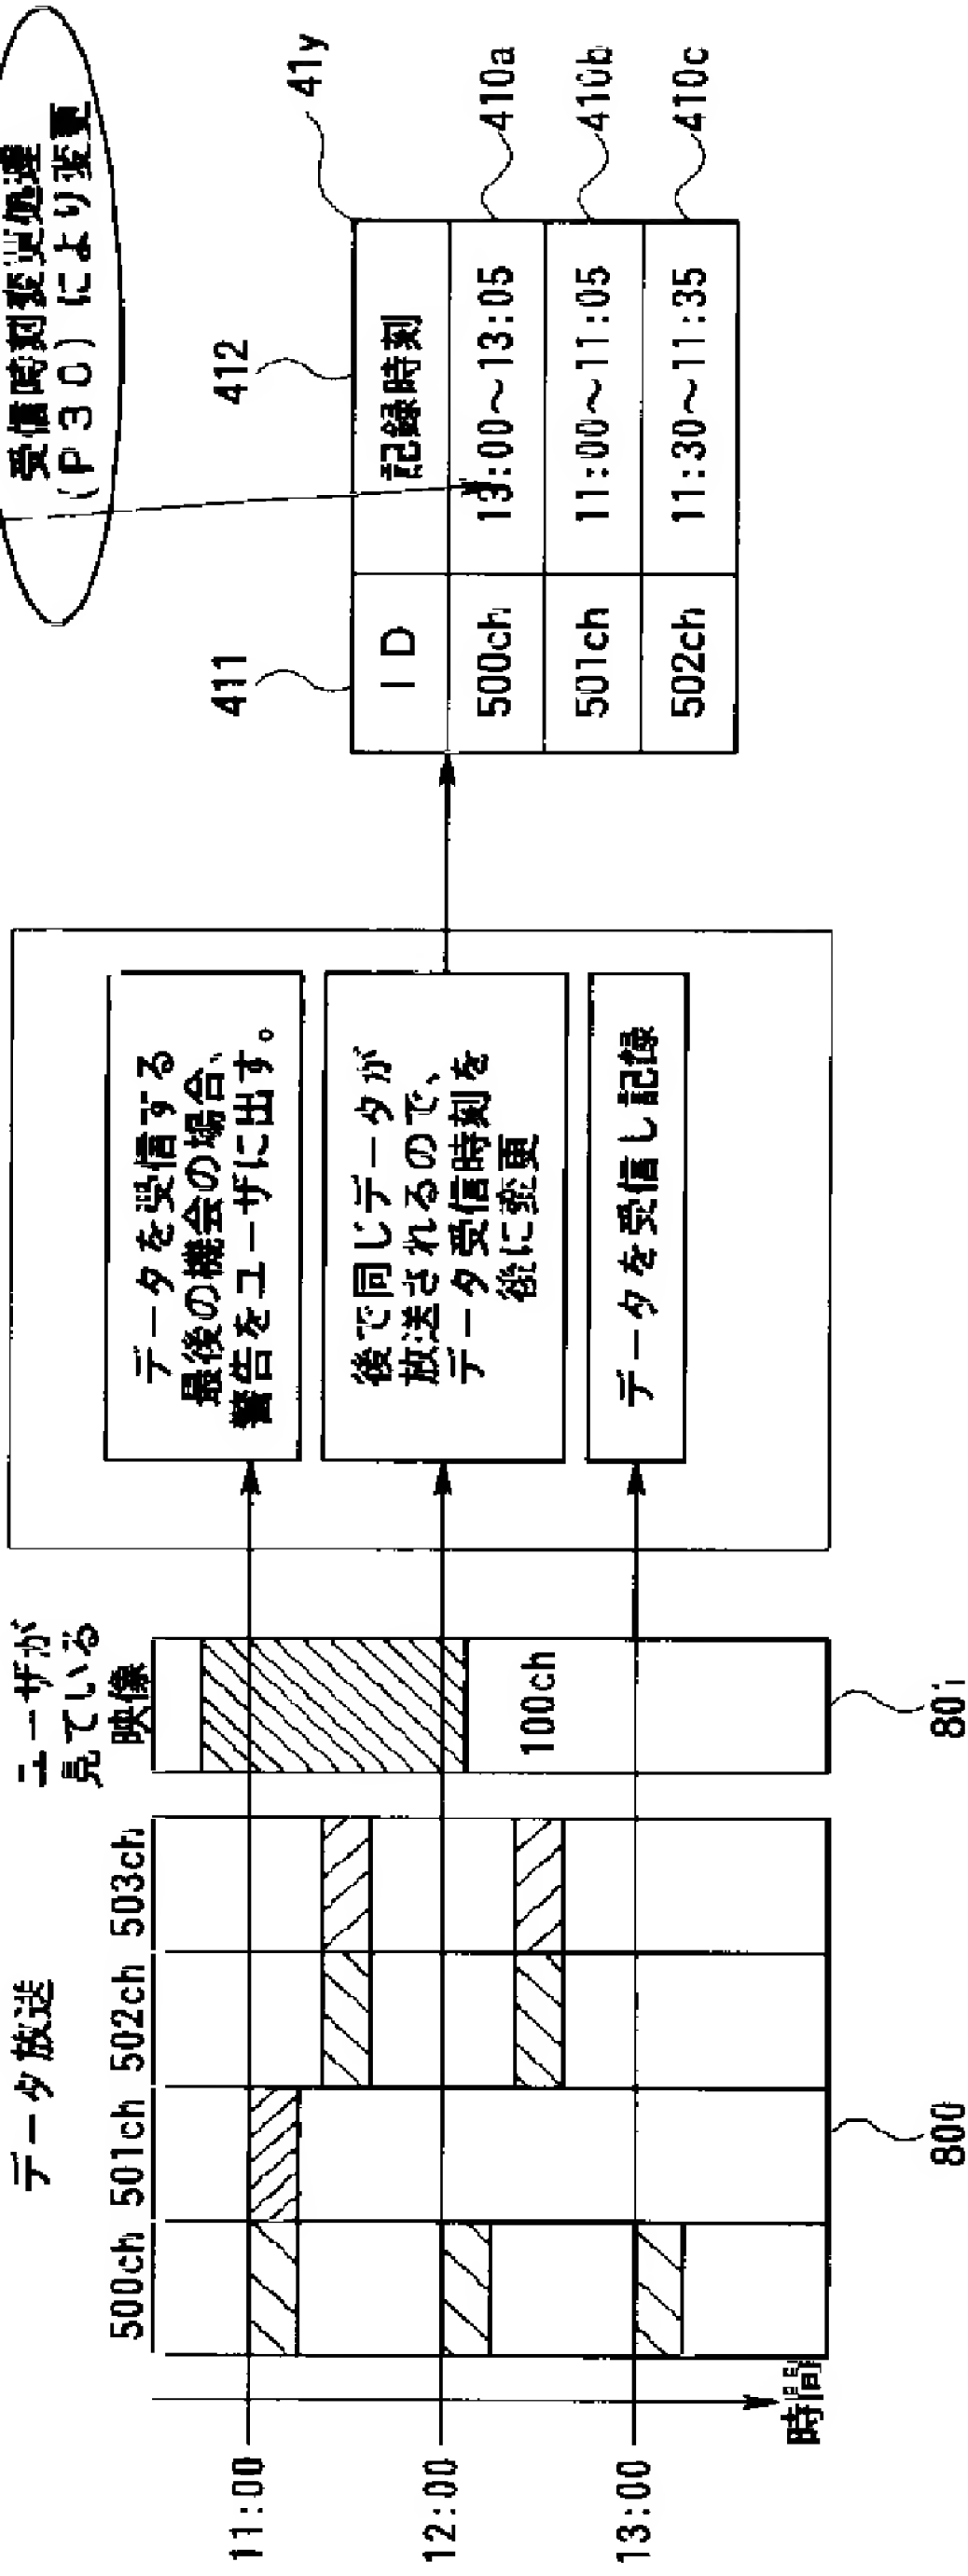 データ放送
500ch
501ch
502ch
503ch
ユーザが
見ている
映像
11:00
12:00
13:00
時間
100ch
800
801
データを受信する
最後の機会の場合、
警告をユーザに出す。
後で同じデータが
放送されるので、
データ受信時刻を
後に変更
データを受信し記録
受信時刻変更処理
(P30)により変更
411
412
41y
ID
記録時刻
500ch
13:00～13:05
410a
501ch
11:00～11:05
410b
502ch
11:30～11:35
410c